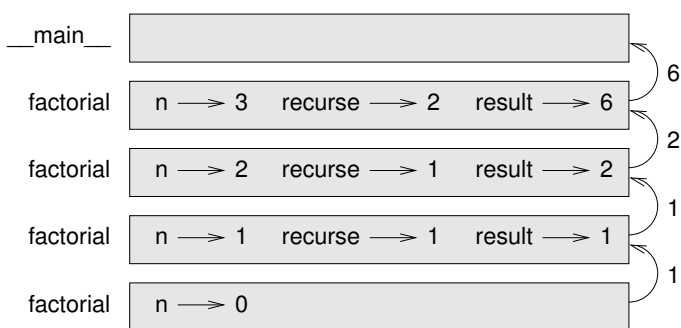 __main__
6
factorial n 3 recurse 2 result 6
2
factorial n 2 recurse 1 result 2
1
factorial n 1 recurse 1 result 1
1
factorial n 0